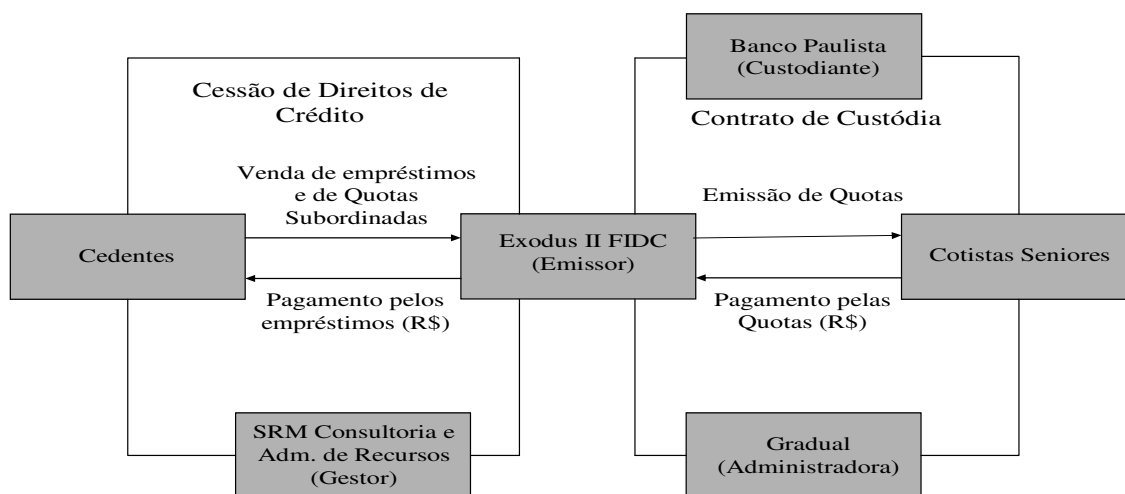 Banco Paulista
(Custodiante)
Cessão de Direitos de
Crédito
Contrato de Custódia
Venda de empréstimos
e de Quotas
Subordinadas
Emissão de Quotas
Cedentes
Exodus II FIDC
(Emissor)
Cotistas Seniores
Pagamento pelos
empréstimos (R$)
Pagamento pelas
Quotas (R$)
SRM Consultoria e
Adm. de Recursos
(Gestor)
Gradual
(Administradora)